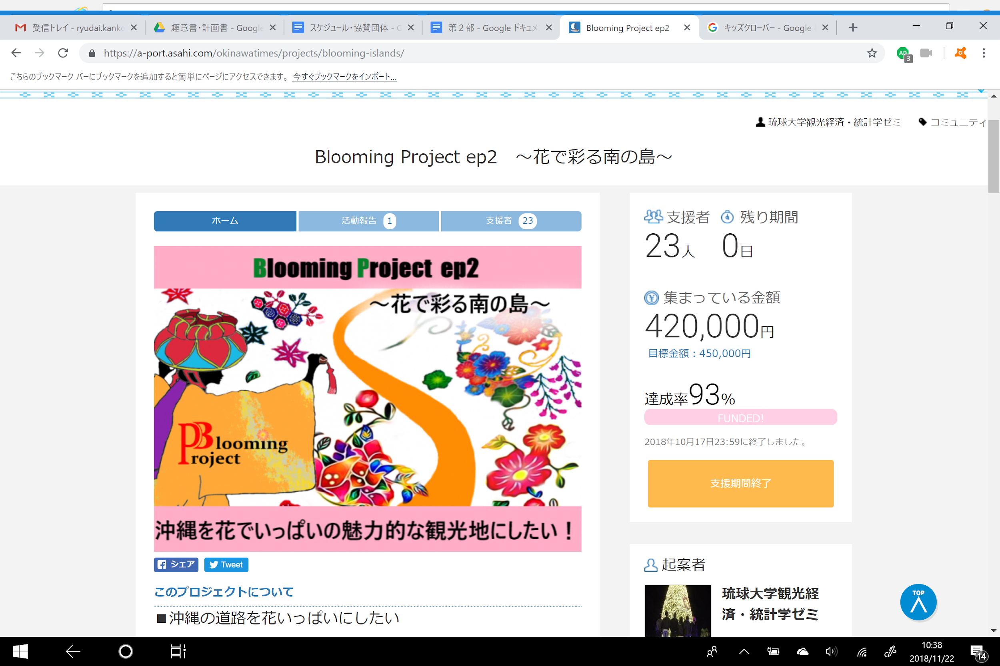 受信トレイ - ryudai.kanko
趣意書・計画書 - Google
スケジュール・協賛団体 - G
第２部 - Google ドキュメ
Blooming Project ep2
キッズクローバー - Google
https://a-port.asahi.com/okinawatimes/projects/blooming-islands/
3
こちらのブックマーク バーにブックマークを追加すると簡単にページにアクセスできます。 今すぐブックマークをインポート...
琉球大学観光経済・統計学ゼミ コミュニティ
Blooming Project ep2　～花で彩る南の島～
ホーム
活動報告 1
支援者 23
Blooming Project ep2
～花で彩る南の島～
PB looming
roject
沖縄を花でいっぱいの魅力的な観光地にしたい！
シェア
Tweet
このプロジェクトについて
■沖縄の道路を花いっぱいにしたい
支援者 残り期間
23人 0日
集まっている金額
420,000円
目標金額：450,000円
達成率93%
FUNDED!
2018年10月17日23:59に終了しました。
支援期間終了
起案者
琉球大学観光経
済・統計学ゼミ
TOP
10:38
2018/11/22
14